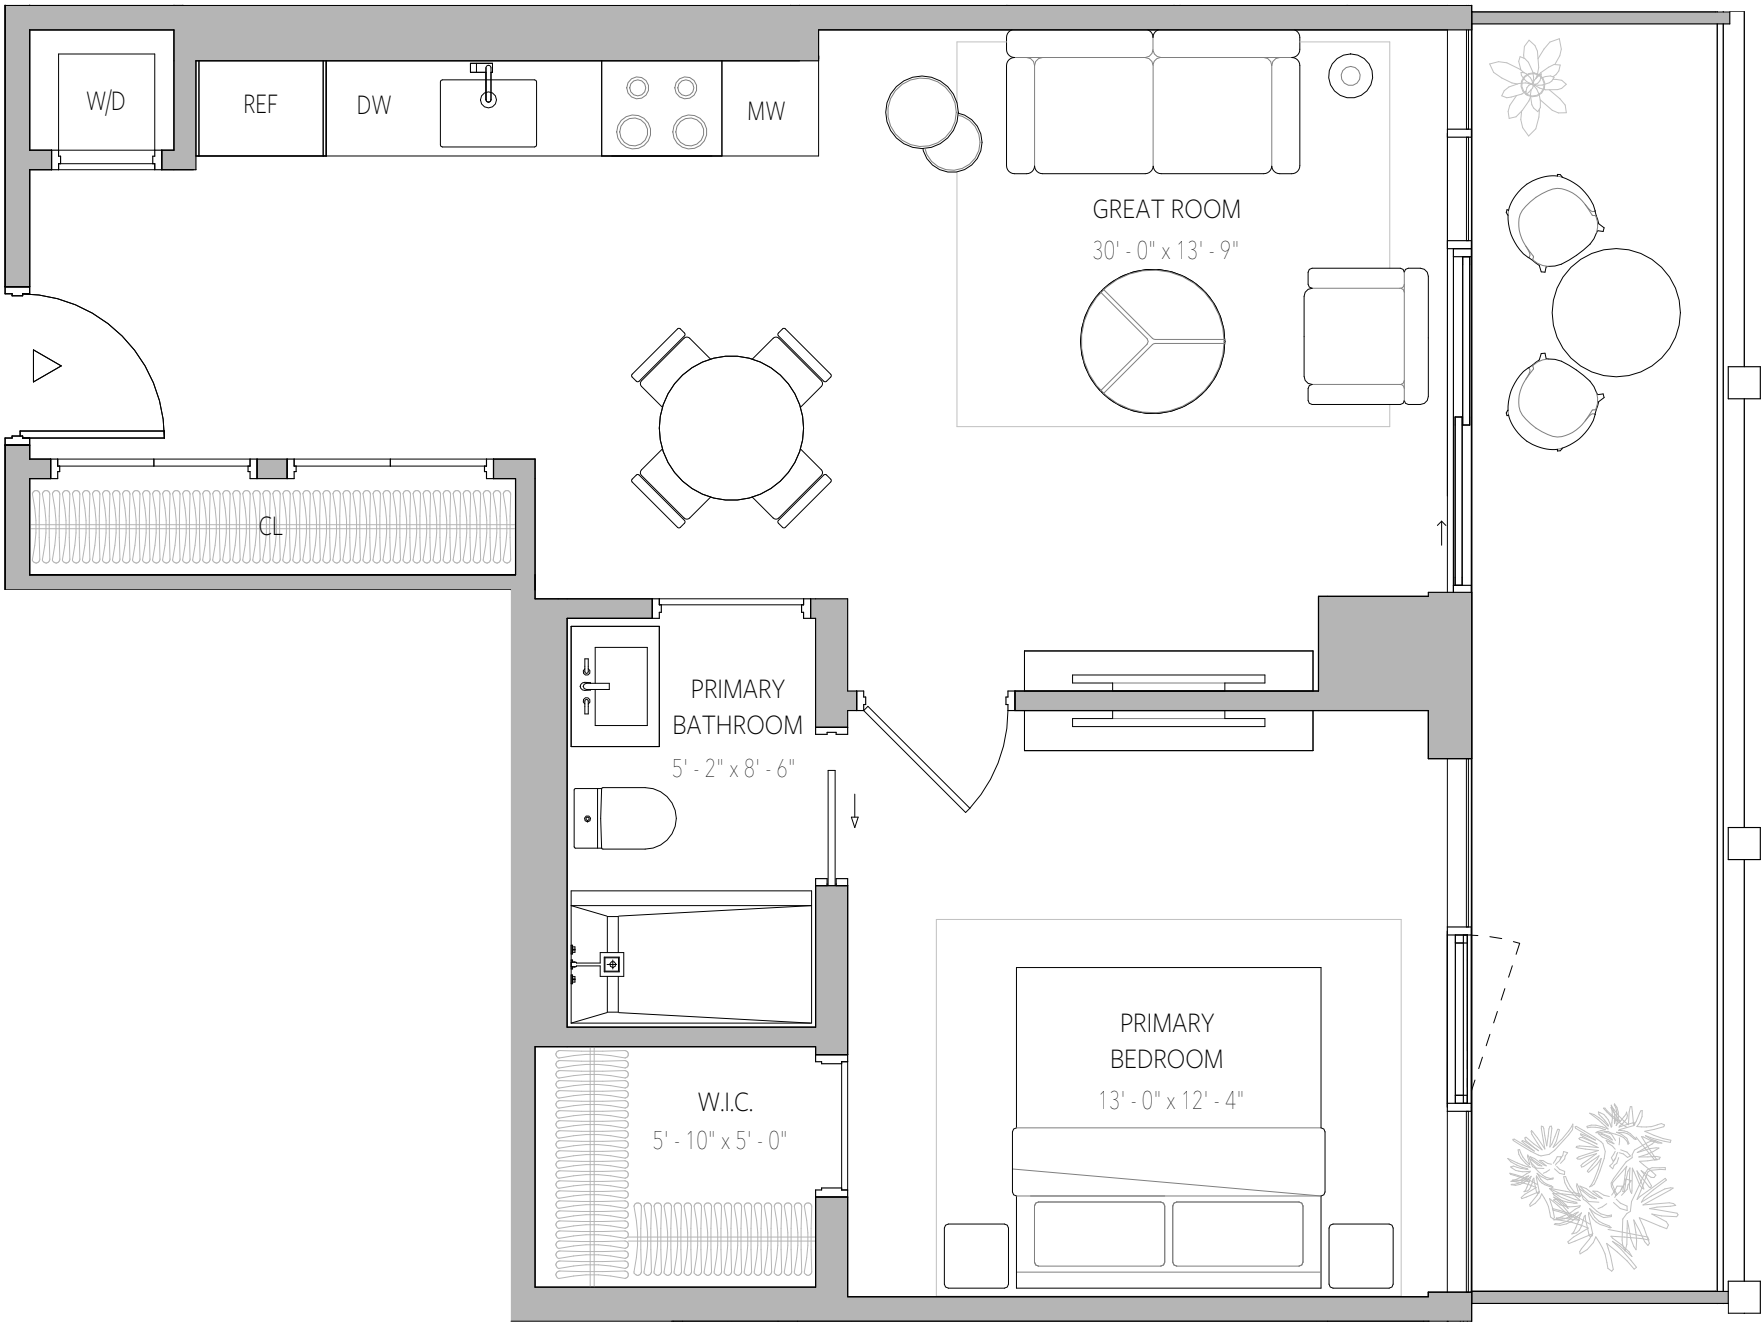 W/D
REF
DW
MW
GREAT ROOM
30' - 0" x 13' - 9"
CL
PRIMARY
BATHROOM
5' - 2" x 8' - 6"
PRIMARY
BEDROOM
13' - 0" x 12' - 4"
W.I.C.
5' - 10" x 5' - 0"